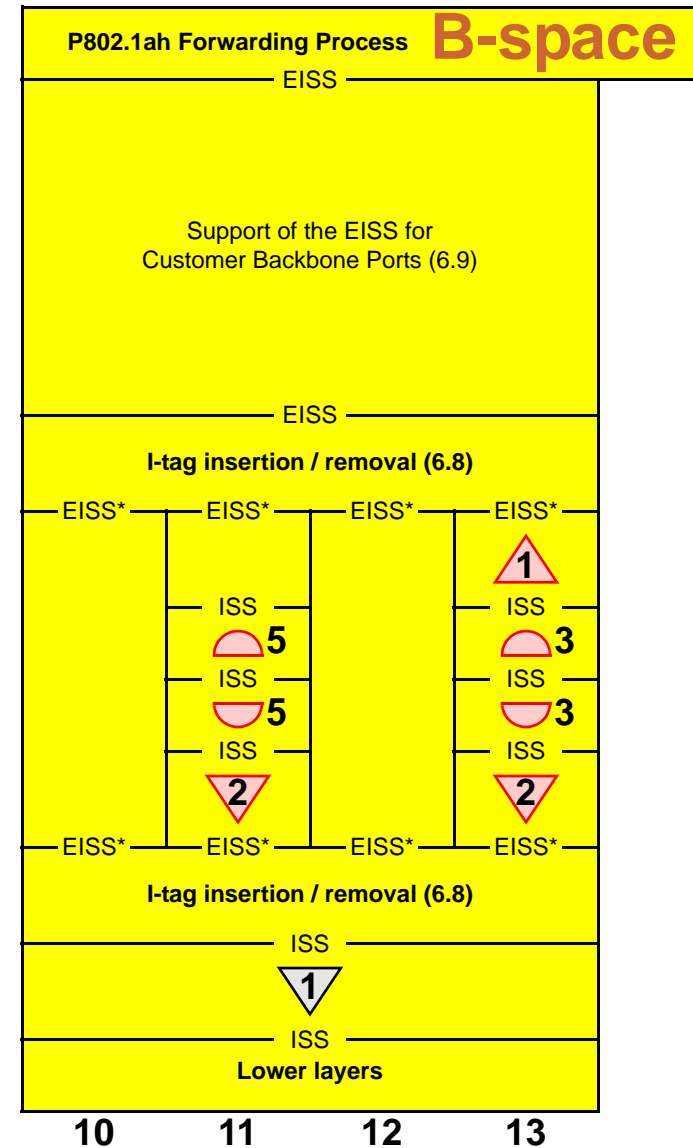 P802.1ah Forwarding Process B-space
EISS
Support of the EISS for
Customer Backbone Ports (6.9)
EISS
I-tag insertion / removal (6.8)
EISS* EISS* EISS* EISS*
1
ISS ISS
5 3
ISS ISS
5 3
ISS ISS
2 2
EISS* EISS* EISS* EISS*
I-tag insertion / removal (6.8)
ISS
1
ISS
Lower layers
10 11 12 13